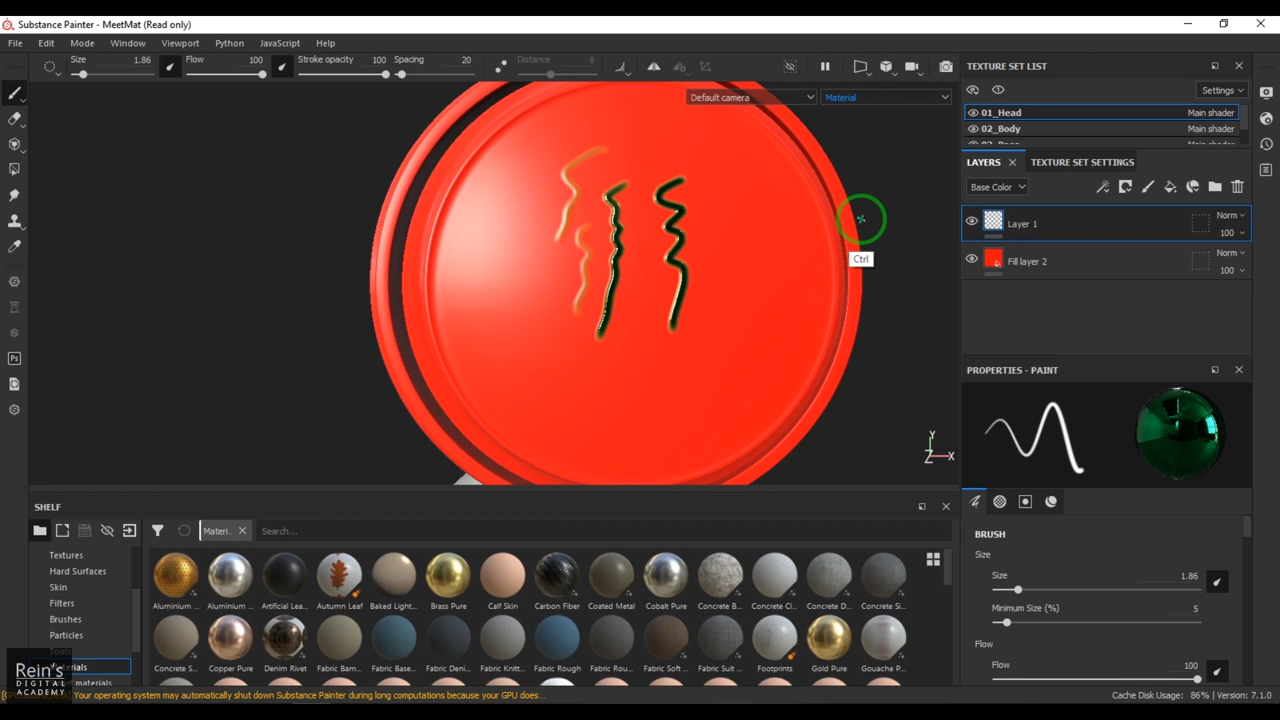 Substance Painter - MeetMat (Read only)
File Edit Mode Window Viewport Python JavaScript Help
Size 1.86 Flow 100 Stroke opacity 100 Spacing 20 Distance 8
Default camera Material
Ctrl
Y
Z X
TEXTURE SET LIST
Settings
01_Head Main shader
02_Body Main shader
Main shader
LAYERS TEXTURE SET SETTINGS
Base Color
Layer 1 Norm 100
Fill layer 2 Norm 100
PROPERTIES - PAINT
BRUSH
Size
Size 1.86
Minimum Size (%) 5
Flow
Flow 100
SHELF
Materi... Search...
Textures
Hard Surfaces
Skin
Filters
Brushes
Particles
Tools
Aluminium ... Aluminium ... Artificial Lea... Autumn Leaf Baked Light... Brass Pure Calf Skin Carbon Fiber Coated Metal Cobalt Pure Concrete B... Concrete Cl... Concrete D... Concrete Si...
Concrete S... Copper Pure Denim Rivet Fabric Bam... Fabric Base... Fabric Deni... Fabric Knitt... Fabric Rough Fabric Rou... Fabric Soft ... Fabric Suit ... Footprints Gold Pure Gouache P...
Rein's
DIGITAL
ACADEMY
Your operating system may automatically shut down Substance Painter during long computations because your GPU does...
Cache Disk Usage: 86% | Version: 7.1.0
Ps